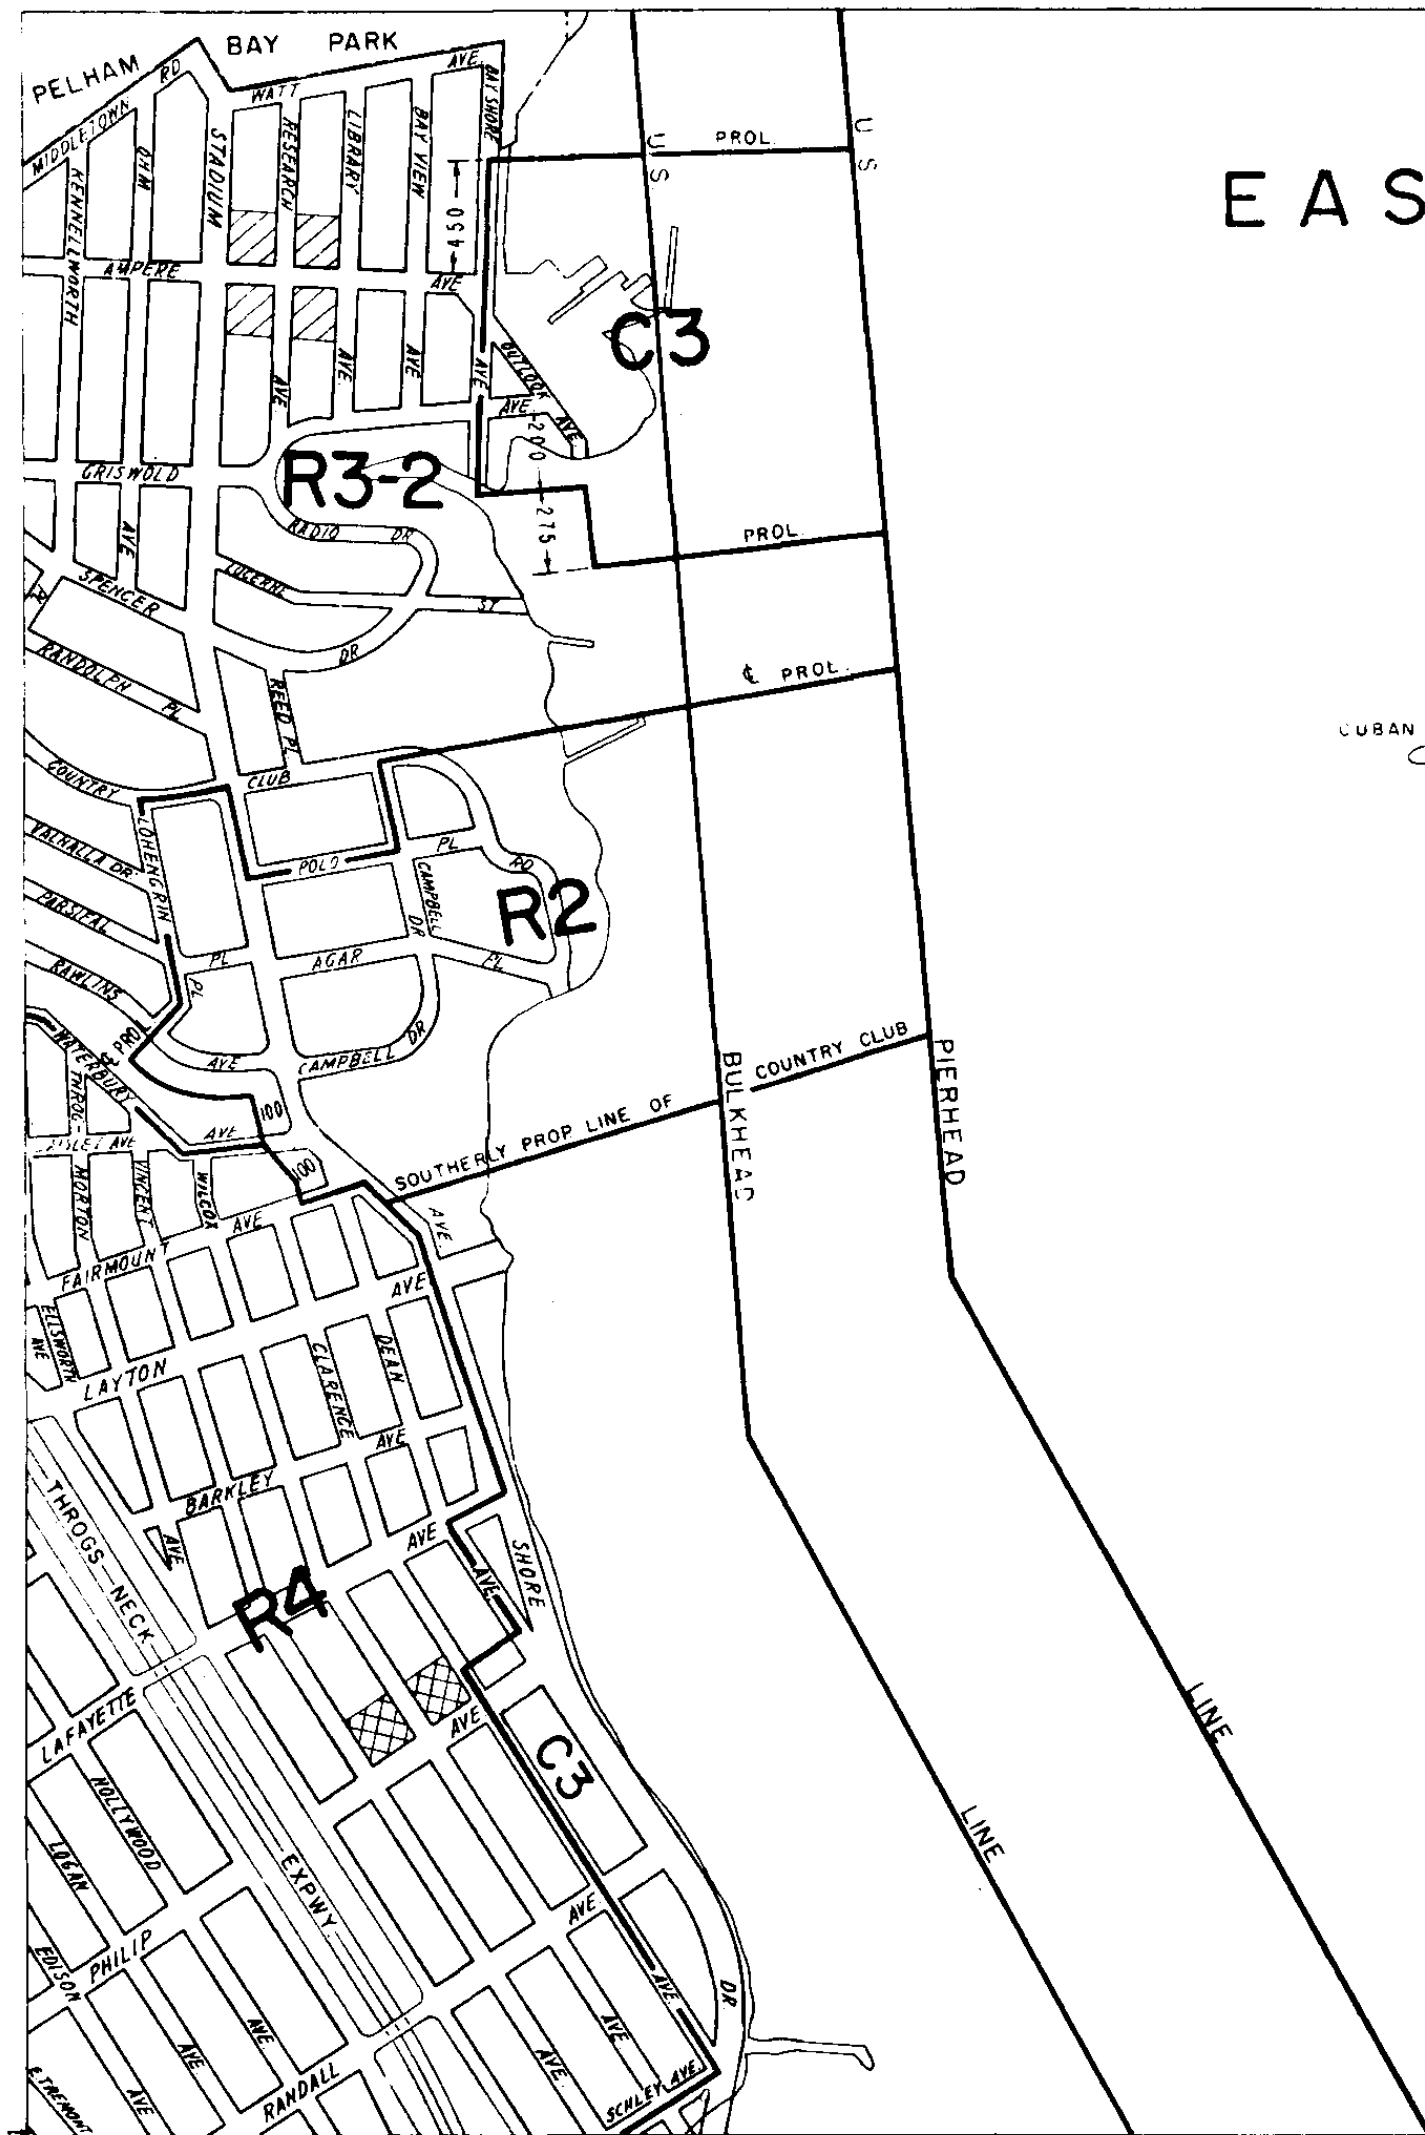 PELHAM BAY PARK
MIDDLETOWN RD
WATT AVE.
BAY SHORE
KENNELLWORTH
OHM
STADIUM
RESEARCH
LIBRARY
BAY VIEW
450
U S
PROL.
U S
EAS
AMPERE
AVE
C3
OUTLOOK
AVE
AVE
AVE
AVE
AVE
AVE.
AVE
200
R3-2
GRISWOLD
275
AVE
RADIO DR
PROL.
SPENCER
LUCERNE ST
RANDOLPH PL
DR
REED PL
℄ PROL.
CUBAN
COUNTRY CLUB
LOHENGRIN
VALHALLA DR
POLO PL
RD
CAMPBELL DR
PARSIFAL
R2
PL
AGAR PL
RAWLINS
PL
℄ PROL
WATERBURY
AVE
CAMPBELL DR
COUNTRY CLUB
BULKHEAD
PIERHEAD
THROG-
100
AVE
AVE
SOUTHERLY PROP LINE OF
100
MORTON
VINCENT
WILCOX
AVE
AVE
FAIRMOUNT
AVE
ELLSWORTH
AVE
CLARENCE
DEAN
LAYTON
AVE
BARKLEY
AVE
THROGS NECK
AVE
SHORE
AVE
R4
LAFAYETTE
AVE
C3
LINE
HOLLYWOOD
LOGAN
LINE
EXPWY
AVE
EDISON
PHILIP
AVE.
DR.
AVE
AVE
AVE
AVE
E. TREMONT
AVE
RANDALL
SCHLEY AVE.